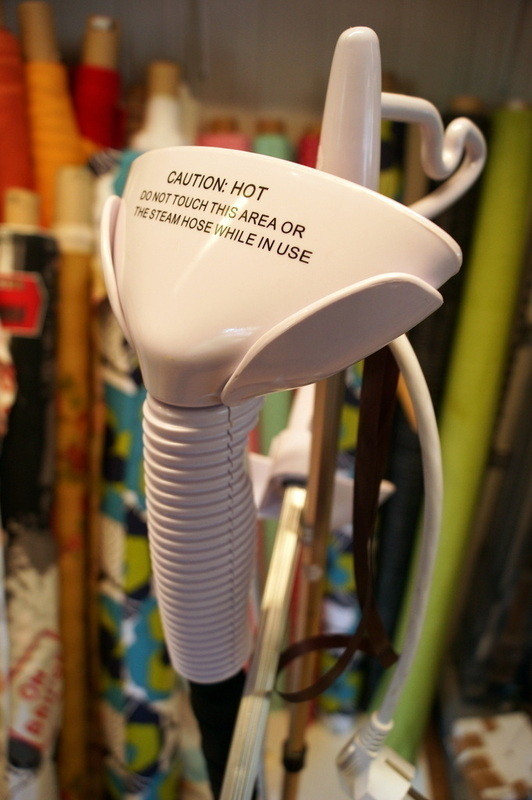 CAUTION: HOT
DO NOT TOUCH THIS AREA OR
THE STEAM HOSE WHILE IN USE